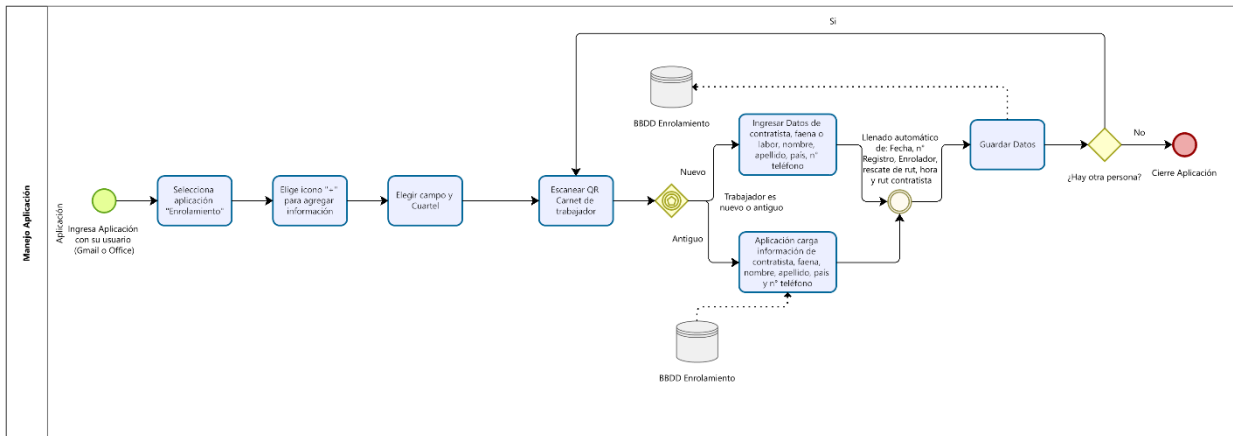 Manejo Aplicación
Aplicación
Ingresa Aplicación
con su usuario
(Gmail o Office)
Selecciona
aplicación
"Enrolamiento"
Elige icono "+"
para agregar
información
Elegir campo y
Cuartel
Escanear QR
Carnet de
trabajador
Nuevo
Trabajador es
nuevo o antiguo
Antiguo
BBDD Enrolamiento
Ingresar Datos de
contratista, faena o
labor, nombre,
apellido, país, n°
teléfono
Aplicación carga
información de
contratista, faena,
nombre, apellido, país
y n° teléfono
BBDD Enrolamiento
Llenado automático
de: Fecha, n°
Registro, Enrolador,
rescate de rut, hora
y rut contratista
Guardar Datos
¿Hay otra persona?
Si
No
Cierre Aplicación